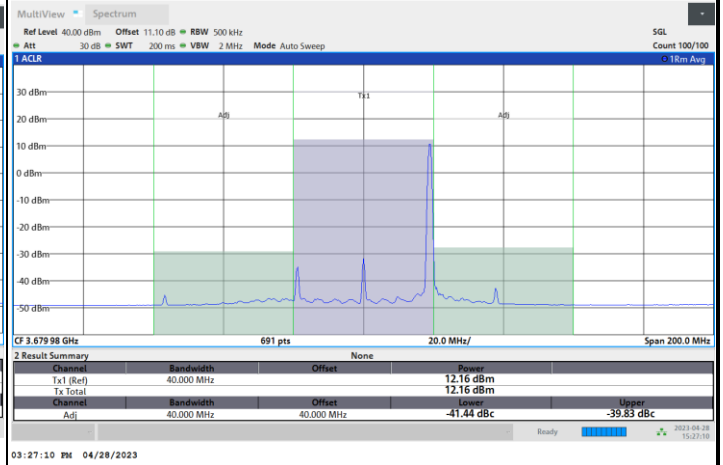 MultiView Spectrum
Ref Level 40.00 dBm Offset 11.10 dB RBW 500 kHz SGL
Att 30 dB SWT 200 ms VBW 2 MHz Mode Auto Sweep Count 100/100
1 ACLR 1Rm Avg
30 dBm
Tx1
20 dBm
Adj Adj
10 dBm
0 dBm
-10 dBm
-20 dBm
-30 dBm
-40 dBm
-50 dBm
CF 3.679 98 GHz 691 pts 20.0 MHz/ Span 200.0 MHz
2 Result Summary None
Channel Bandwidth Offset Power
Tx1 (Ref) 40.000 MHz 12.16 dBm
Tx Total 12.16 dBm
Channel Bandwidth Offset Lower Upper
Adj 40.000 MHz 40.000 MHz -41.44 dBc -39.83 dBc
Ready 2023-04-28
15:27:10
03:27:10 PM 04/28/2023